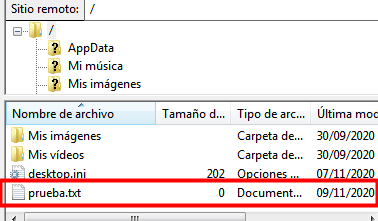 Sitio remoto: /
/
AppData
Mi música
Mis imágenes
Nombre de archivo Tamaño d... Tipo de arc... Última mod
Mis imágenes Carpeta de... 30/09/2020
Mis vídeos Carpeta de... 30/09/2020
desktop.ini 202 Opciones ... 07/11/2020
prueba.txt 0 Document... 09/11/2020